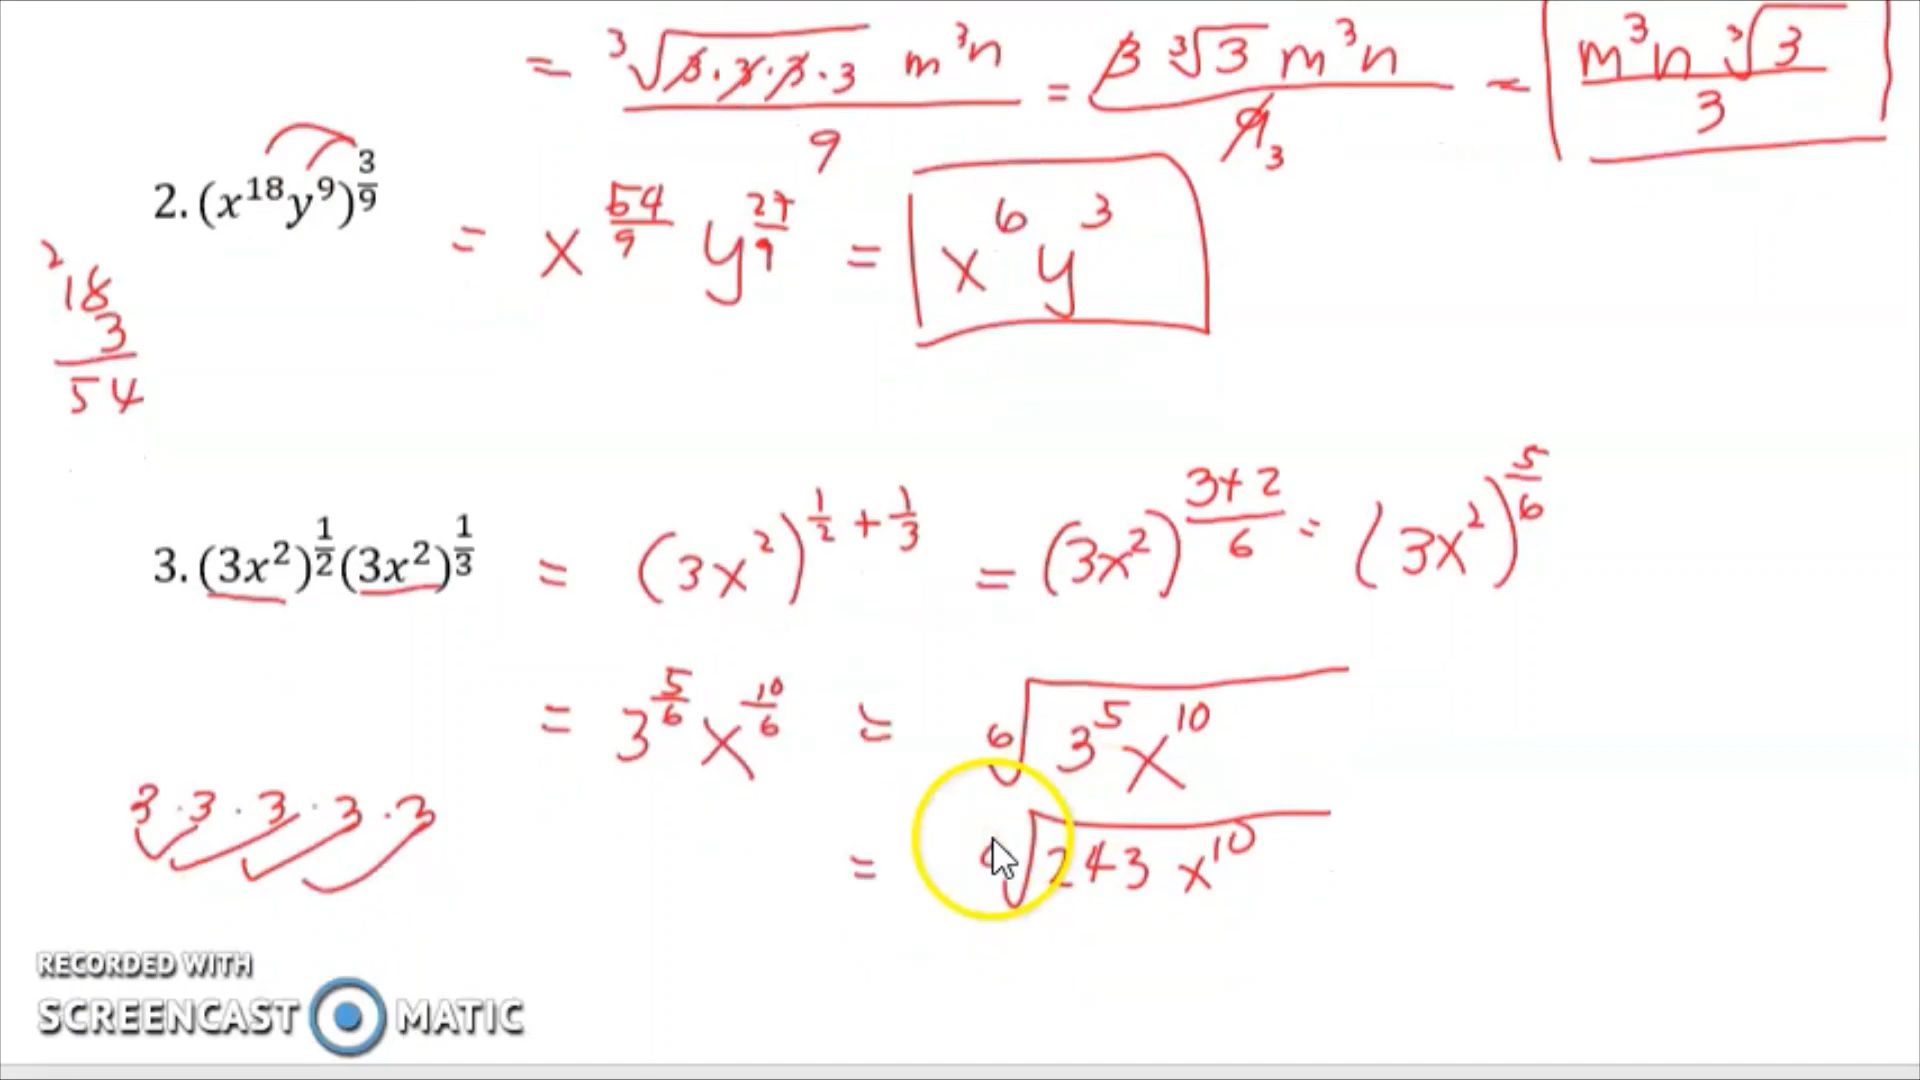 = ∛(3·3·3·3) m³n / 9 = 3 ∛3 m³n / 9 3 = m³n ∛3 / 3
2. (x¹⁸y⁹)^(3/9) = x^(54/9) y^(27/9) = x⁶y³
2
18
3
54
3. (3x²)^(1/2)(3x²)^(1/3) = (3x²)^(1/2 + 1/3) = (3x²)^((3+2)/6) = (3x²)^(5/6)
= 3^(5/6) x^(10/6) = ⁶√(3⁵x¹⁰)
3·3·3·3·3
= √(243 x¹⁰)
RECORDED WITH
SCREENCAST MATIC